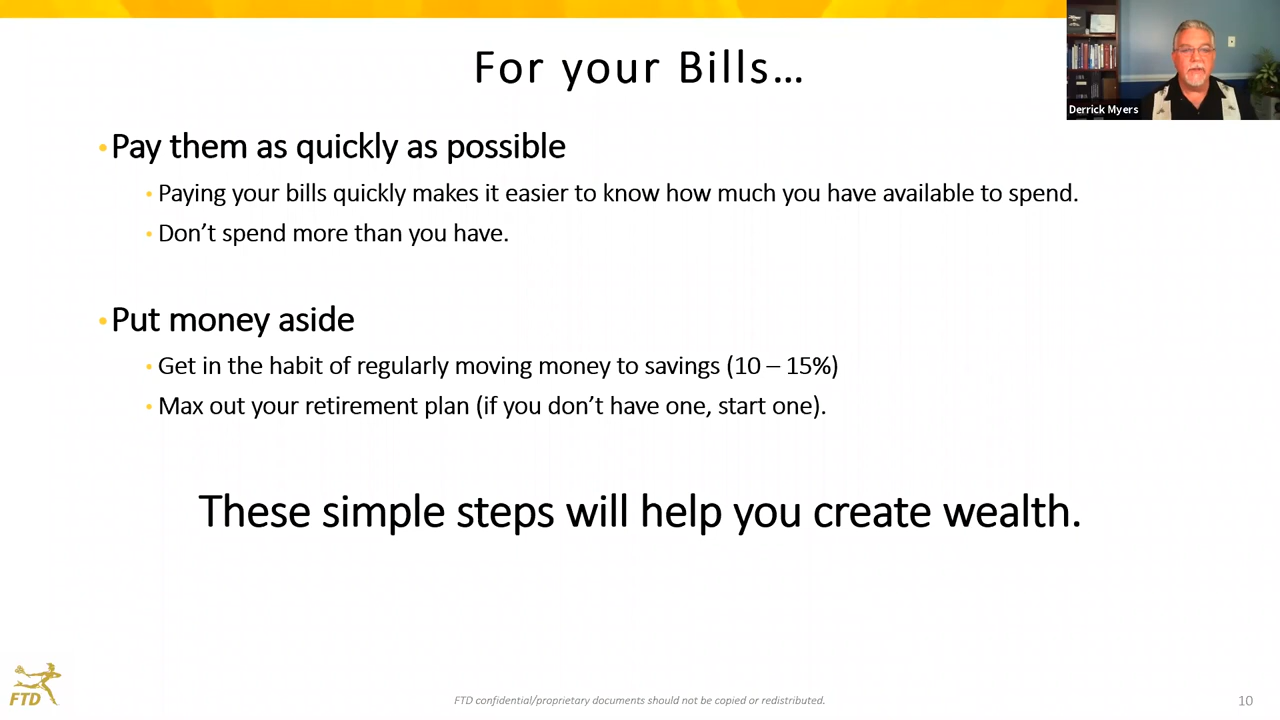 For your Bills…
Derrick Myers
• Pay them as quickly as possible
• Paying your bills quickly makes it easier to know how much you have available to spend.
• Don’t spend more than you have.
• Put money aside
• Get in the habit of regularly moving money to savings (10 – 15%)
• Max out your retirement plan (if you don’t have one, start one).
These simple steps will help you create wealth.
FTD
FTD confidential/proprietary documents should not be copied or redistributed.
10